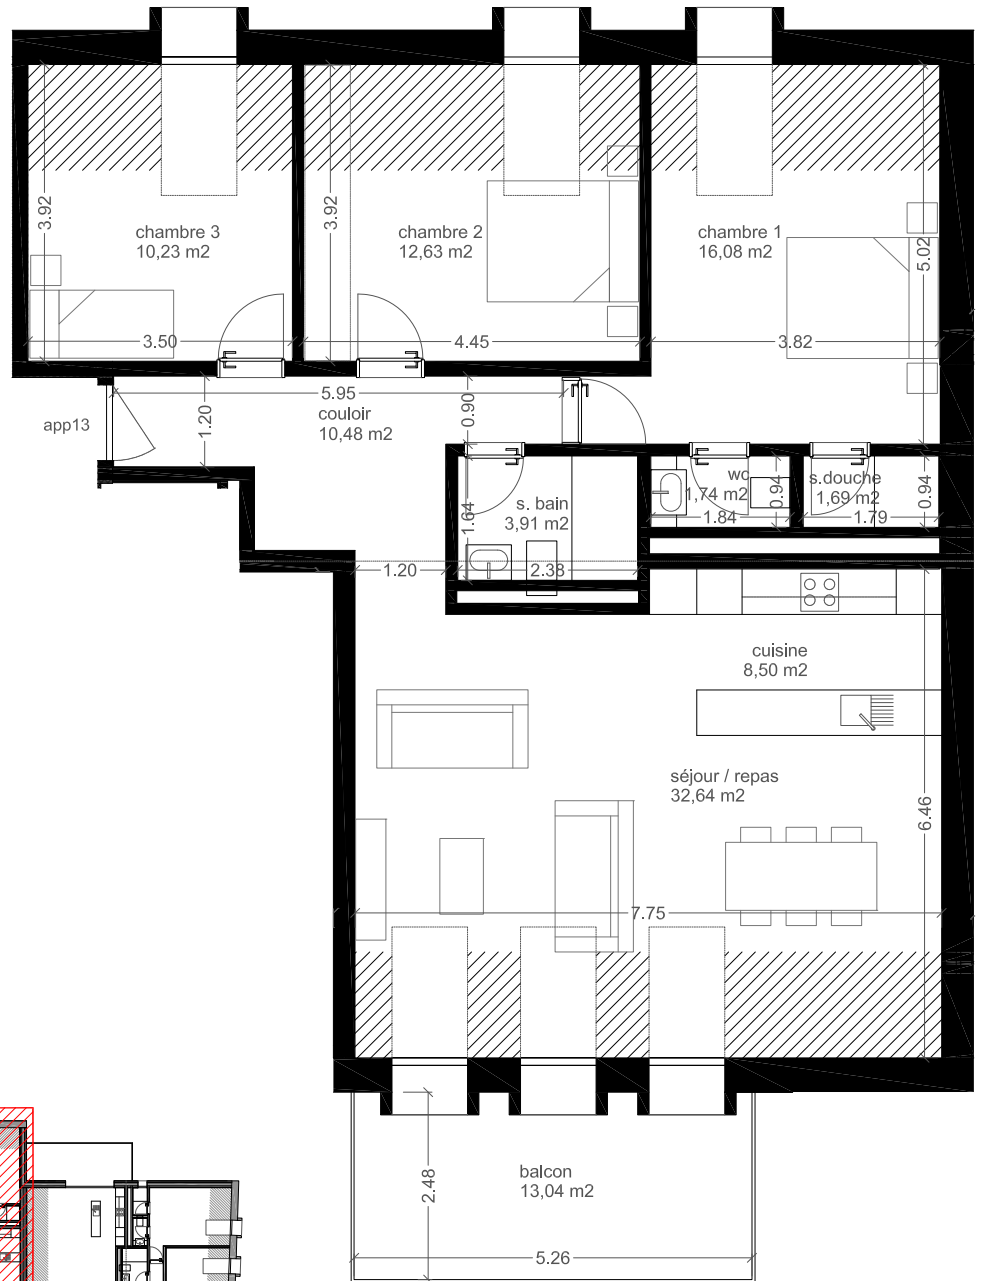 3.92
3.92
5.02
chambre 3
10,23 m2
chambre 2
12,63 m2
chambre 1
16,08 m2
3.50
4.45
3.82
5.95
app13
1.20
couloir
10,48 m2
0.90
s. bain
3,91 m2
1.64
wc
1,74 m2
0.94
1.84
s.douche
1,69 m2
0.94
1.79
1.20
2.38
cuisine
8,50 m2
séjour / repas
32,64 m2
6.46
7.75
balcon
13,04 m2
2.48
5.26